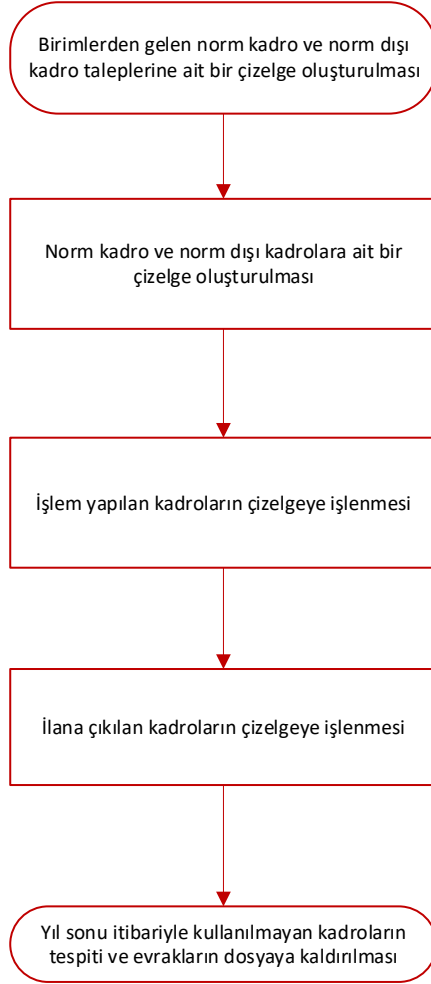 Birimlerden gelen norm kadro ve norm dışı
kadro taleplerine ait bir çizelge oluşturulması
Norm kadro ve norm dışı kadrolara ait bir
çizelge oluşturulması
İşlem yapılan kadroların çizelgeye işlenmesi
İlana çıkılan kadroların çizelgeye işlenmesi
Yıl sonu itibariyle kullanılmayan kadroların
tespiti ve evrakların dosyaya kaldırılması